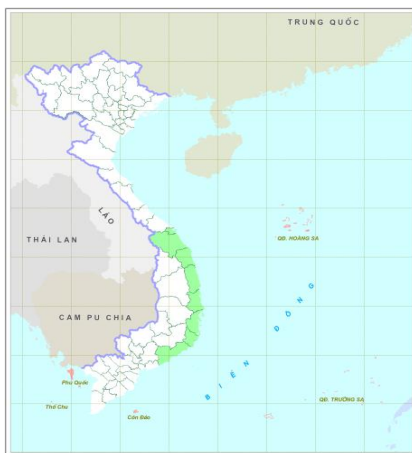 TRUNG QUỐC
LÀO
QĐ. HOÀNG SA
THÁI LAN
BIỂN ĐÔNG
CAM PU CHIA
Phú Quốc
Thổ Chu
Côn Đảo
QĐ. TRƯỜNG SA